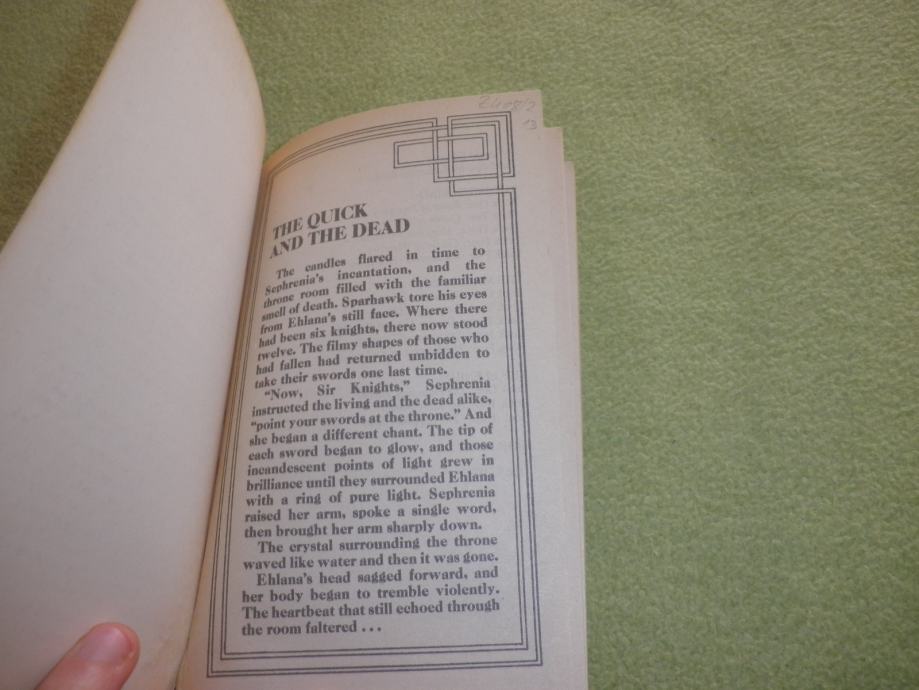 THE QUICK
AND THE DEAD
The candles flared in time to
Sephrenia's incantation, and the
throne room filled with the familiar
smell of death. Sparhawk tore his eyes
from Ehlana's still face. Where there
had been six knights, there now stood
twelve. The filmy shapes of those who
had fallen had returned unbidden to
take their swords one last time.
"Now, Sir Knights," Sephrenia
instructed the living and the dead alike,
"point your swords at the throne." And
she began a different chant. The tip of
each sword began to glow, and those
incandescent points of light grew in
brilliance until they surrounded Ehlana
with a ring of pure light. Sephrenia
raised her arm, spoke a single word,
then brought her arm sharply down.
The crystal surrounding the throne
waved like water and then it was gone.
Ehlana's head sagged forward, and
her body began to tremble violently.
The heartbeat that still echoed through
the room faltered ...